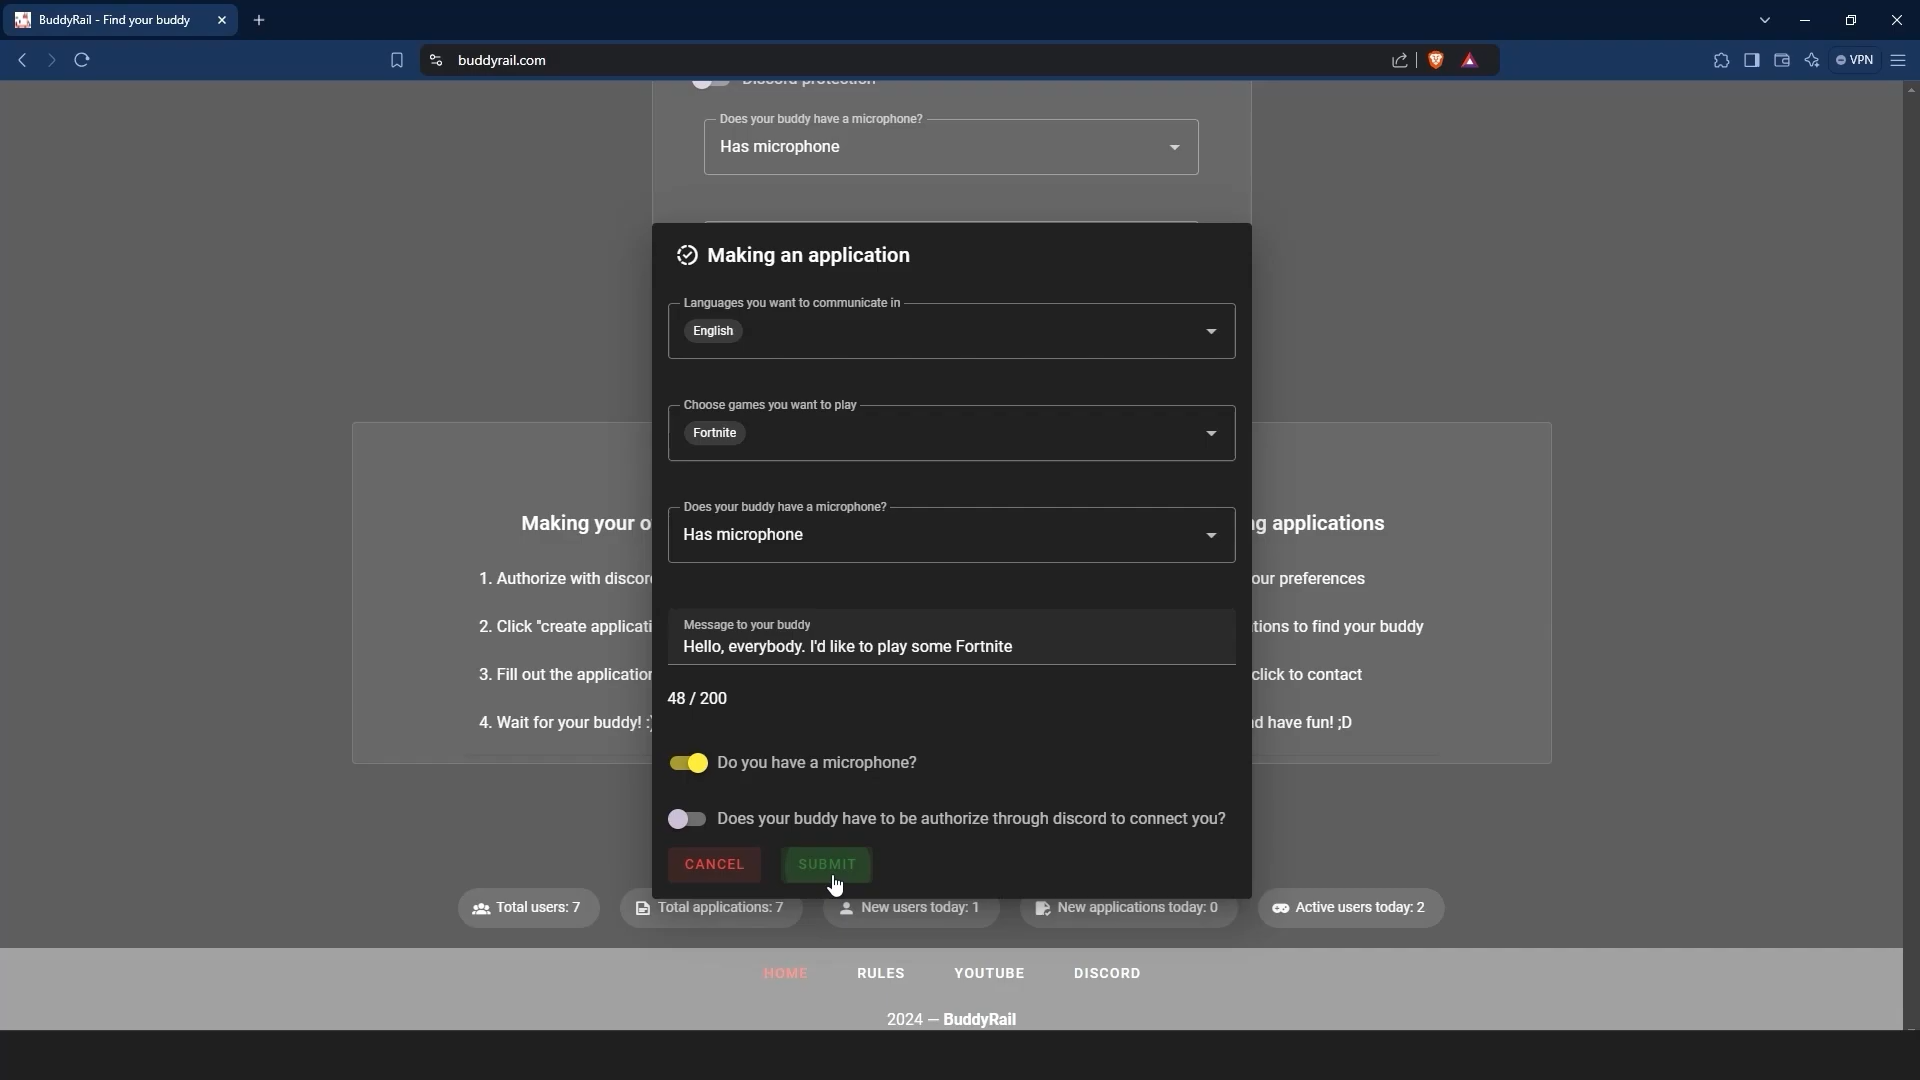 BuddyRail - Find your buddy
buddyrail.com
VPN
Discord protection
Does your buddy have a microphone?
Has microphone
Making an application
Languages you want to communicate in
English
Choose games you want to play
Fortnite
Does your buddy have a microphone?
Has microphone
Message to your buddy
Hello, everybody. I'd like to play some Fortnite
48 / 200
Do you have a microphone?
Does your buddy have to be authorize through discord to connect you?
CANCEL
SUBMIT
Making your o
1. Authorize with discor
2. Click "create applicati
3. Fill out the application
4. Wait for your buddy! :)
ng applications
our preferences
tions to find your buddy
click to contact
nd have fun! ;D
Total users: 7
Total applications: 7
New users today: 1
New applications today: 0
Active users today: 2
HOME
RULES
YOUTUBE
DISCORD
2024 — BuddyRail